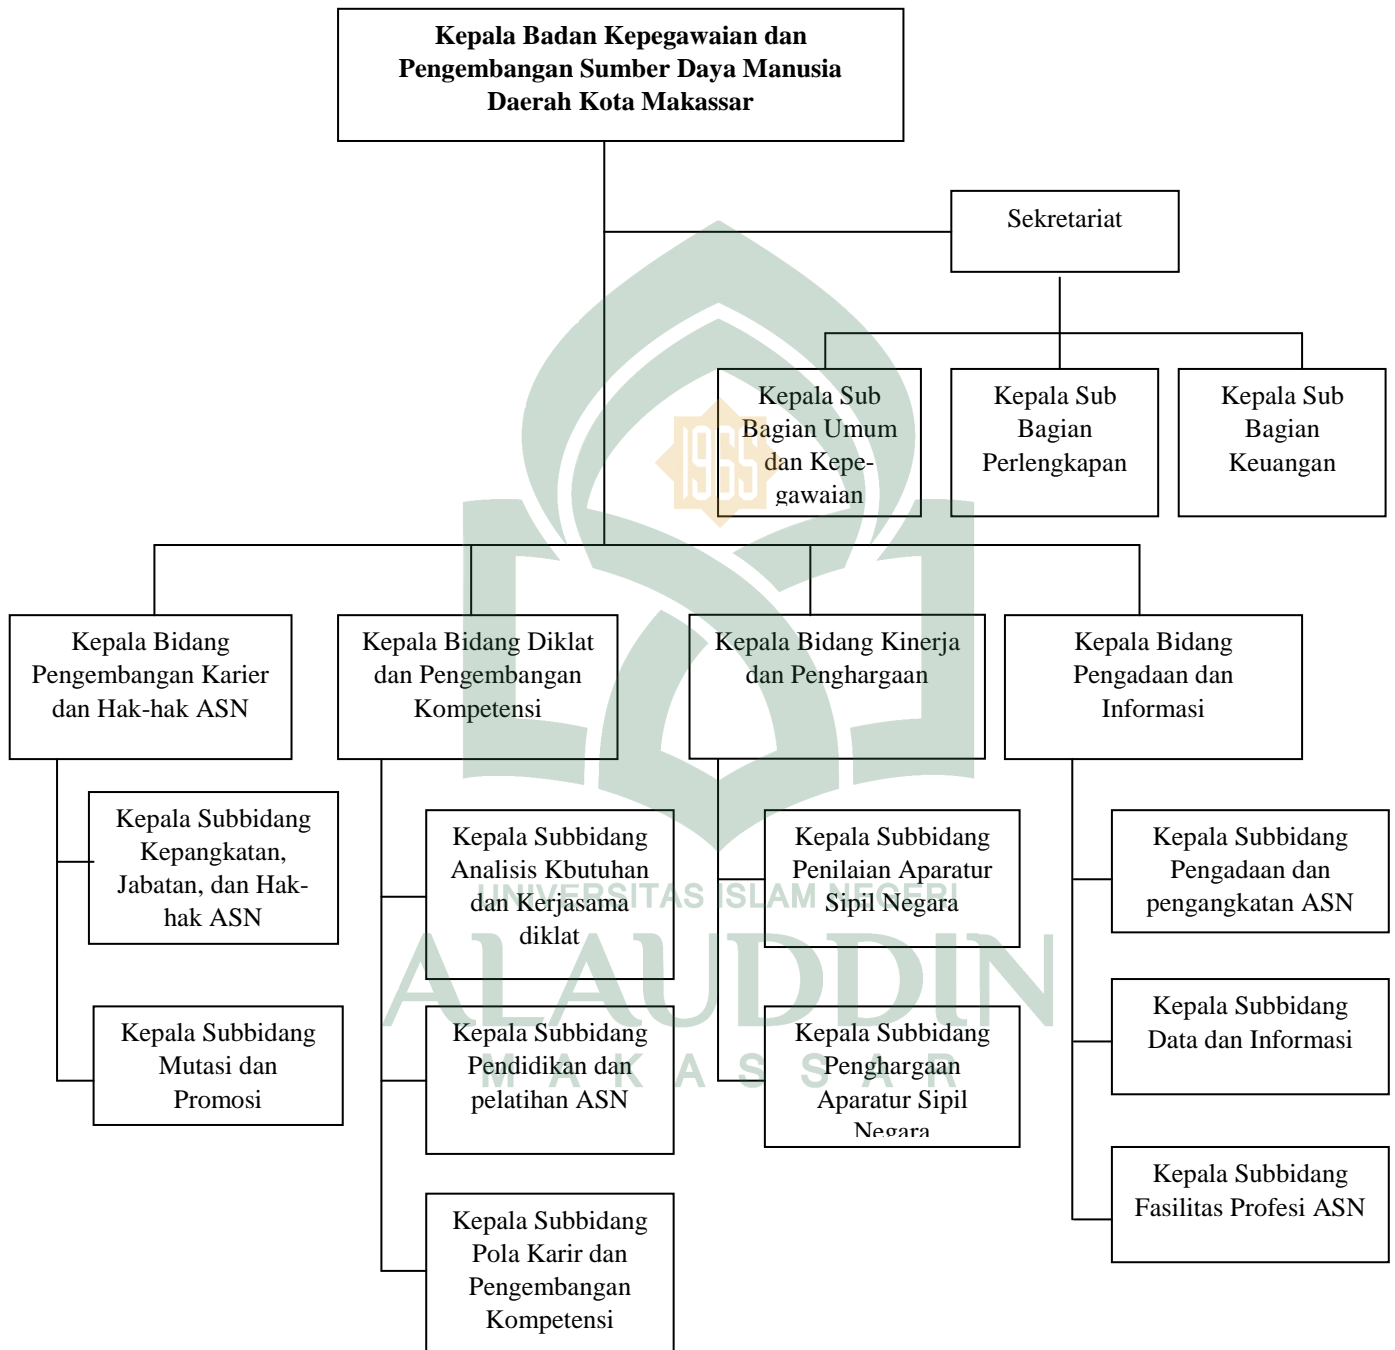 Kepala Badan Kepegawaian dan
Pengembangan Sumber Daya Manusia
Daerah Kota Makassar
Sekretariat
Kepala Sub
Bagian Umum
dan Kepe-
gawaian
Kepala Sub
Bagian
Perlengkapan
Kepala Sub
Bagian
Keuangan
1965
Kepala Bidang
Pengembangan Karier
dan Hak-hak ASN
Kepala Bidang Diklat
dan Pengembangan
Kompetensi
Kepala Bidang Kinerja
dan Penghargaan
Kepala Bidang
Pengadaan dan
Informasi
Kepala Subbidang
Kepangkatan,
Jabatan, dan Hak-
hak ASN
Kepala Subbidang
Mutasi dan
Promosi
Kepala Subbidang
Analisis Kbutuhan
dan Kerjasama
diklat
Kepala Subbidang
Pendidikan dan
pelatihan ASN
Kepala Subbidang
Pola Karir dan
Pengembangan
Kompetensi
Kepala Subbidang
Penilaian Aparatur
Sipil Negara
Kepala Subbidang
Penghargaan
Aparatur Sipil
Negara
Kepala Subbidang
Pengadaan dan
pengangkatan ASN
Kepala Subbidang
Data dan Informasi
Kepala Subbidang
Fasilitas Profesi ASN
UNIVERSITAS ISLAM NEGERI
ALAUDDIN
MAKASSAR